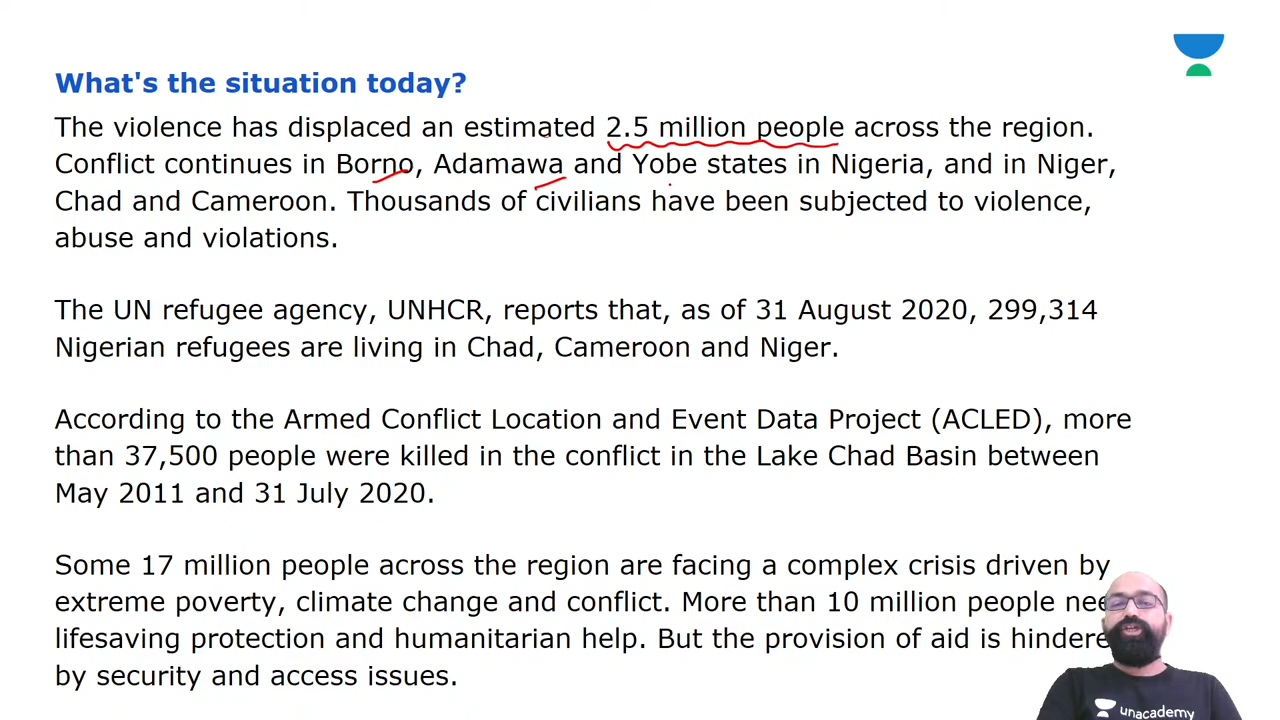 What's the situation today?
The violence has displaced an estimated 2.5 million people across the region.
Conflict continues in Borno, Adamawa and Yobe states in Nigeria, and in Niger,
Chad and Cameroon. Thousands of civilians have been subjected to violence,
abuse and violations.
The UN refugee agency, UNHCR, reports that, as of 31 August 2020, 299,314
Nigerian refugees are living in Chad, Cameroon and Niger.
According to the Armed Conflict Location and Event Data Project (ACLED), more
than 37,500 people were killed in the conflict in the Lake Chad Basin between
May 2011 and 31 July 2020.
Some 17 million people across the region are facing a complex crisis driven by
extreme poverty, climate change and conflict. More than 10 million people
lifesaving protection and humanitarian help. But the provision of aid is
by security and access issues.
unacademy